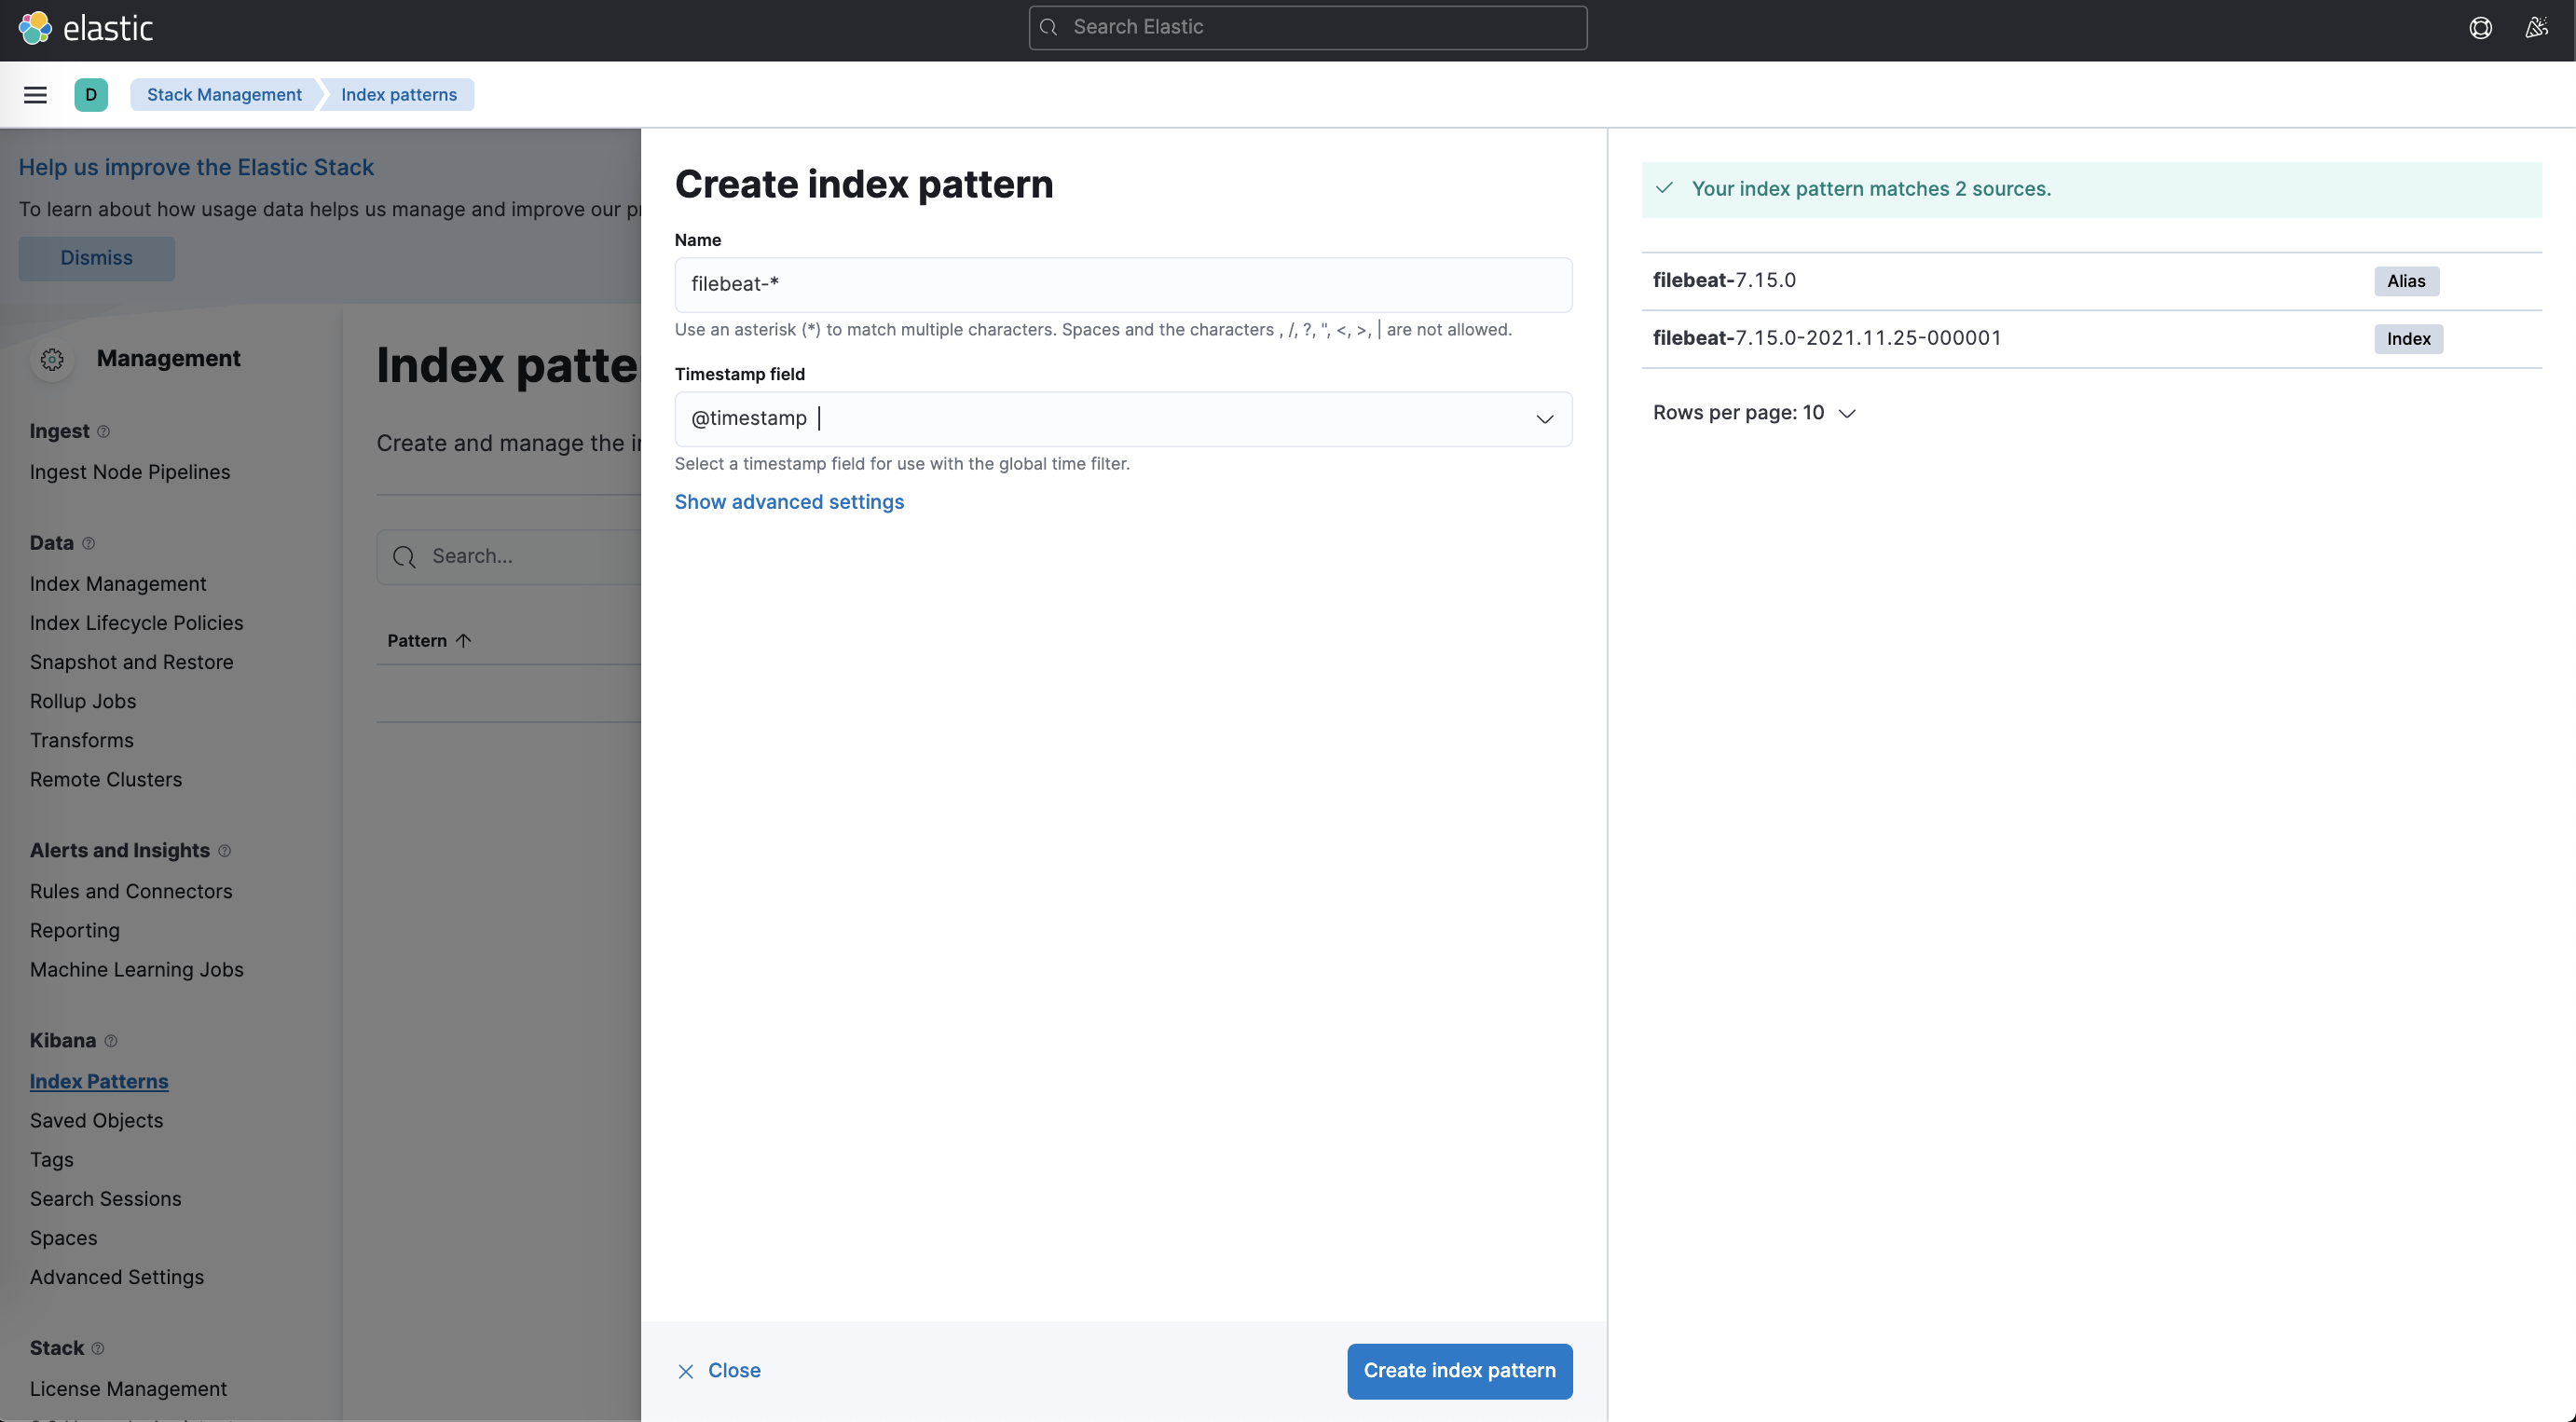 elastic
Search Elastic
D
Stack Management
Index patterns
Help us improve the Elastic Stack
To learn about how usage data helps us manage and improve our
Dismiss
Management
Ingest
Ingest Node Pipelines
Data
Index Management
Index Lifecycle Policies
Snapshot and Restore
Rollup Jobs
Transforms
Remote Clusters
Alerts and Insights
Rules and Connectors
Reporting
Machine Learning Jobs
Kibana
Index Patterns
Saved Objects
Tags
Search Sessions
Spaces
Advanced Settings
Stack
License Management
Index patte
Create and manage the
Search...
Pattern
Create index pattern
Name
filebeat-*
Use an asterisk (*) to match multiple characters. Spaces and the characters , /, ?, ", <, >, | are not allowed.
Timestamp field
@timestamp
Select a timestamp field for use with the global time filter.
Show advanced settings
Close
Create index pattern
Your index pattern matches 2 sources.
filebeat-7.15.0 Alias
filebeat-7.15.0-2021.11.25-000001 Index
Rows per page: 10